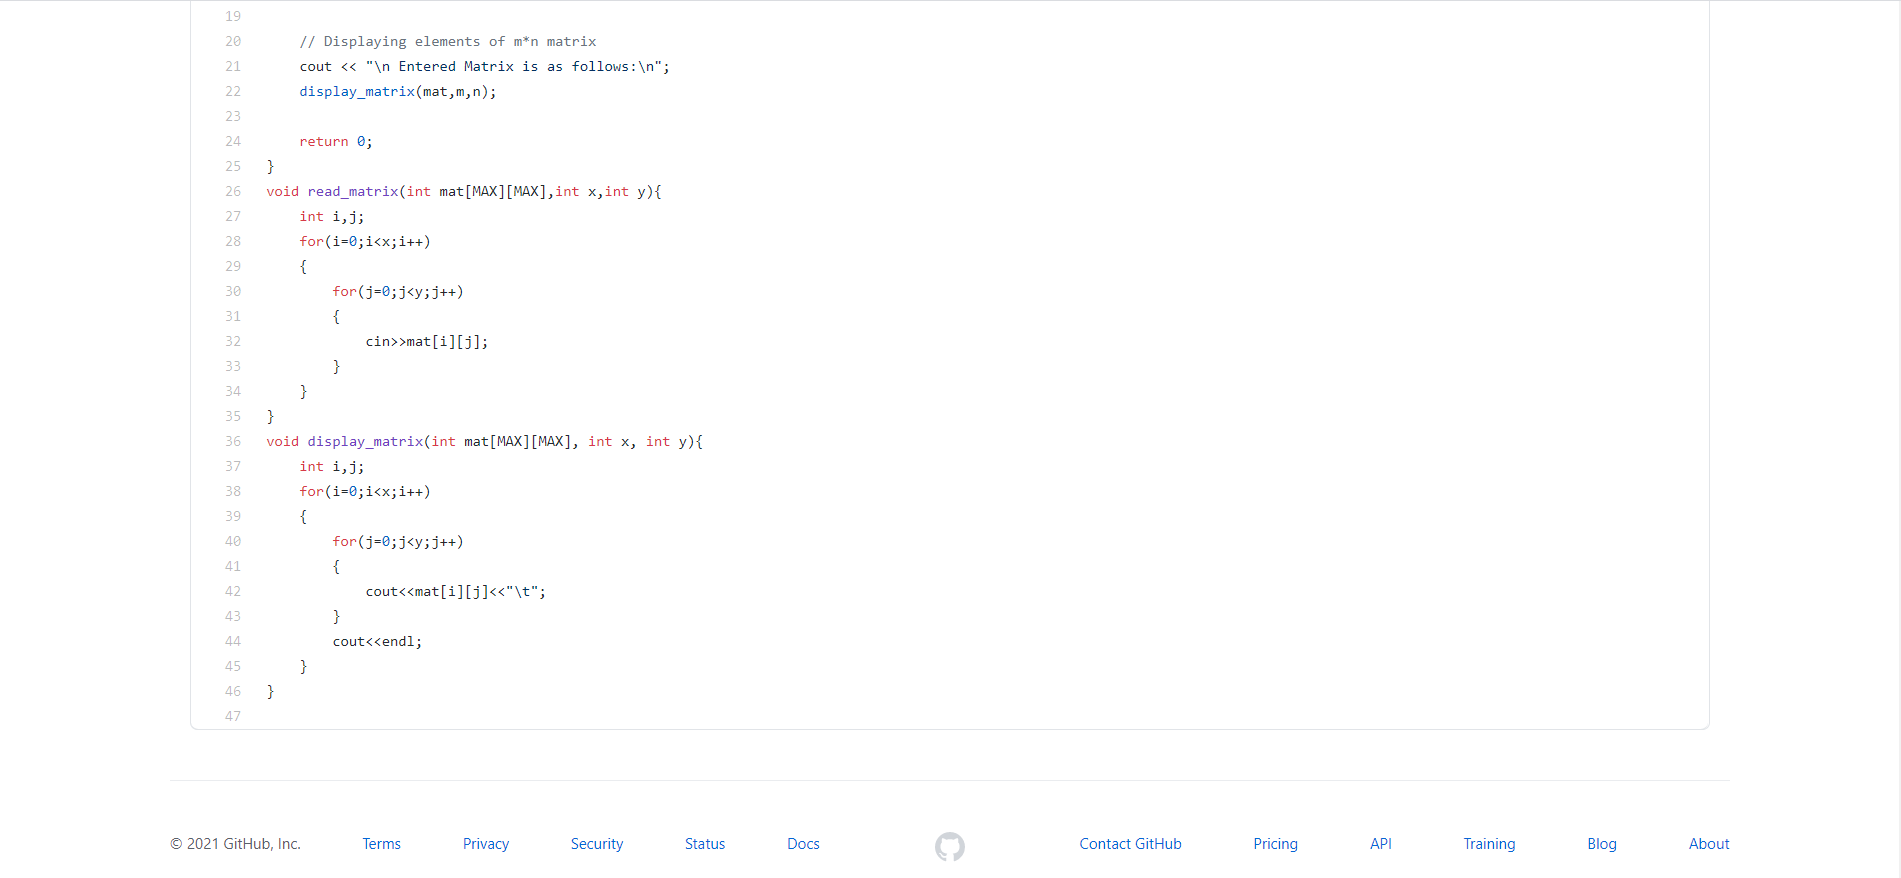 19
20     // Displaying elements of m*n matrix
21     cout << "\n Entered Matrix is as follows:\n";
22     display_matrix(mat,m,n);
23
24     return 0;
25 }
26 void read_matrix(int mat[MAX][MAX],int x,int y){
27     int i,j;
28     for(i=0;i<x;i++)
29     {
30         for(j=0;j<y;j++)
31         {
32             cin>>mat[i][j];
33         }
34     }
35 }
36 void display_matrix(int mat[MAX][MAX], int x, int y){
37     int i,j;
38     for(i=0;i<x;i++)
39     {
40         for(j=0;j<y;j++)
41         {
42             cout<<mat[i][j]<<"\t";
43         }
44         cout<<endl;
45     }
46 }
47
© 2021 GitHub, Inc. Terms Privacy Security Status Docs Contact GitHub Pricing API Training Blog About